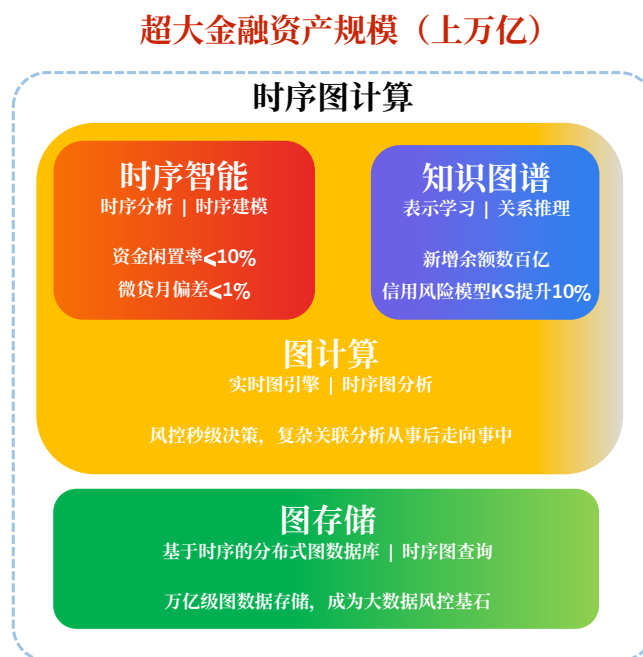 超大金融资产规模（上万亿）
时序图计算
时序智能
时序分析 | 时序建模
资金闲置率⩽10%
微贷月偏差⩽1%
知识图谱
表示学习 | 关系推理
新增余额数百亿
信用风险模型KS提升10%
图计算
实时图引擎 | 时序图分析
风控秒级决策，复杂关联分析从事后走向事中
图存储
基于时序的分布式图数据库 | 时序图查询
万亿级图数据存储，成为大数据风控基石